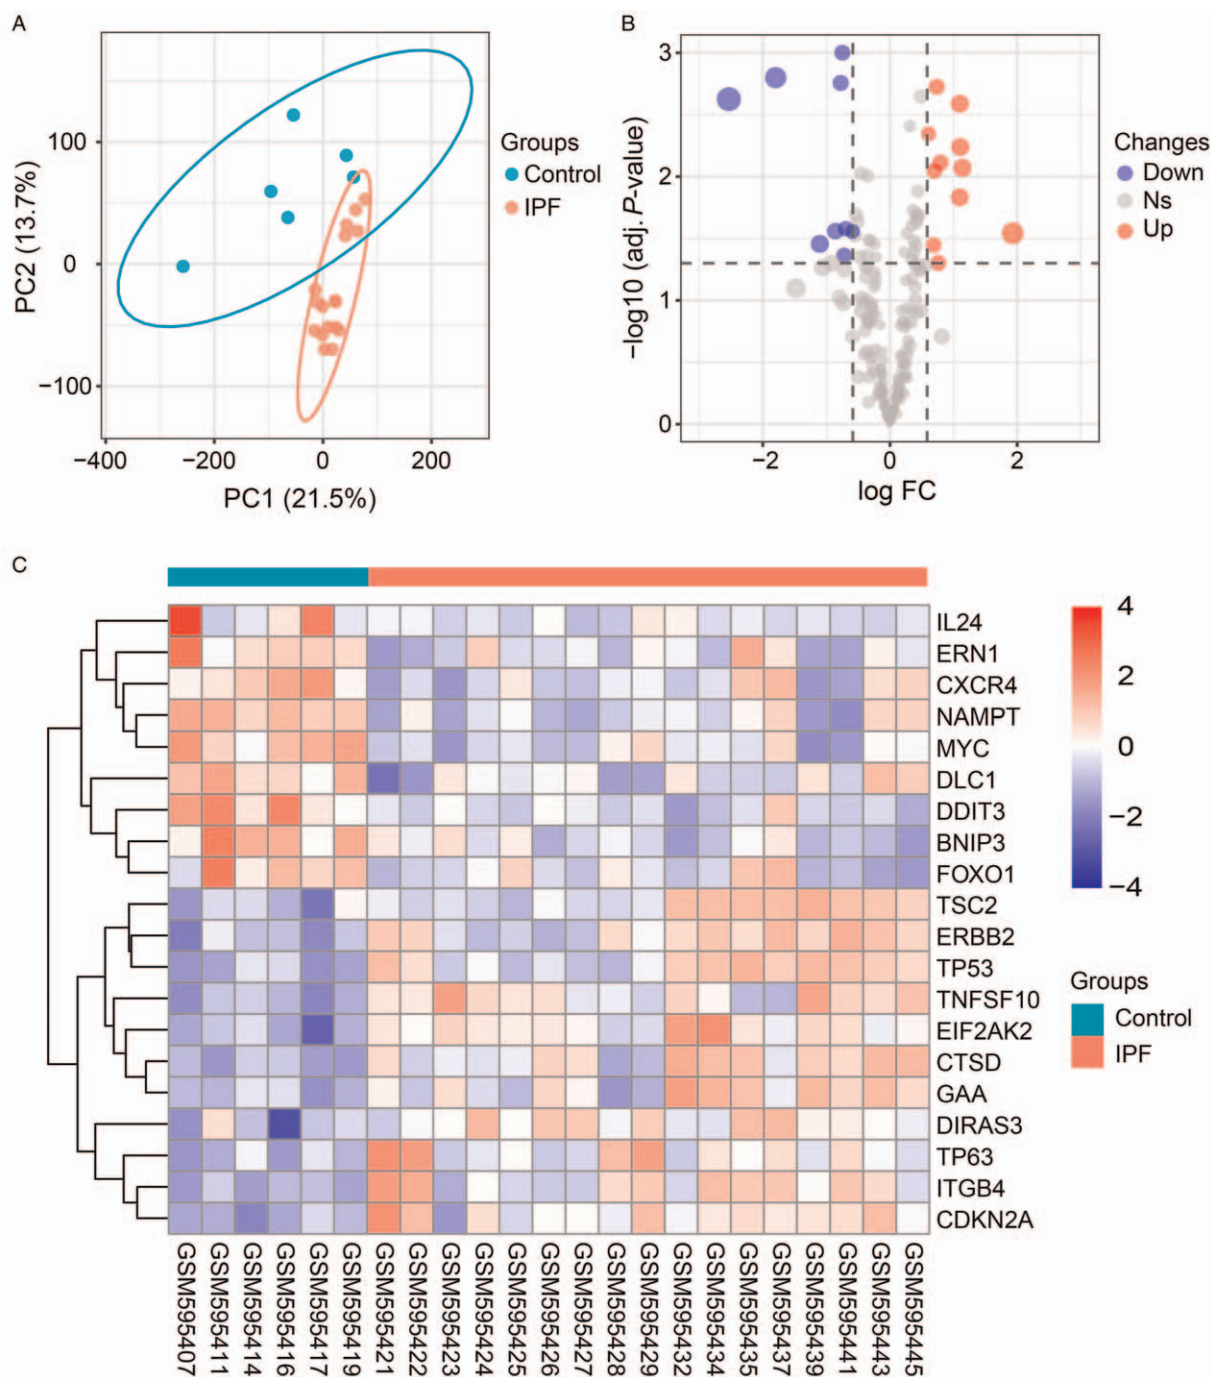 A
PC2 (13.7%)
100
0
−100
−400
−200
0
200
PC1 (21.5%)
Groups
Control
IPF
B
−log10 (adj. P-value)
3
2
1
0
−2
0
2
log FC
Changes
Down
Ns
Up
C
IL24
ERN1
CXCR4
NAMPT
MYC
DLC1
DDIT3
BNIP3
FOXO1
TSC2
ERBB2
TP53
TNFSF10
EIF2AK2
CTSD
GAA
DIRAS3
TP63
ITGB4
CDKN2A
4
2
0
−2
−4
Groups
Control
IPF
GSM595407
GSM595411
GSM595414
GSM595416
GSM595417
GSM595419
GSM595421
GSM595422
GSM595423
GSM595424
GSM595425
GSM595426
GSM595427
GSM595428
GSM595429
GSM595432
GSM595434
GSM595435
GSM595437
GSM595439
GSM595441
GSM595443
GSM595445